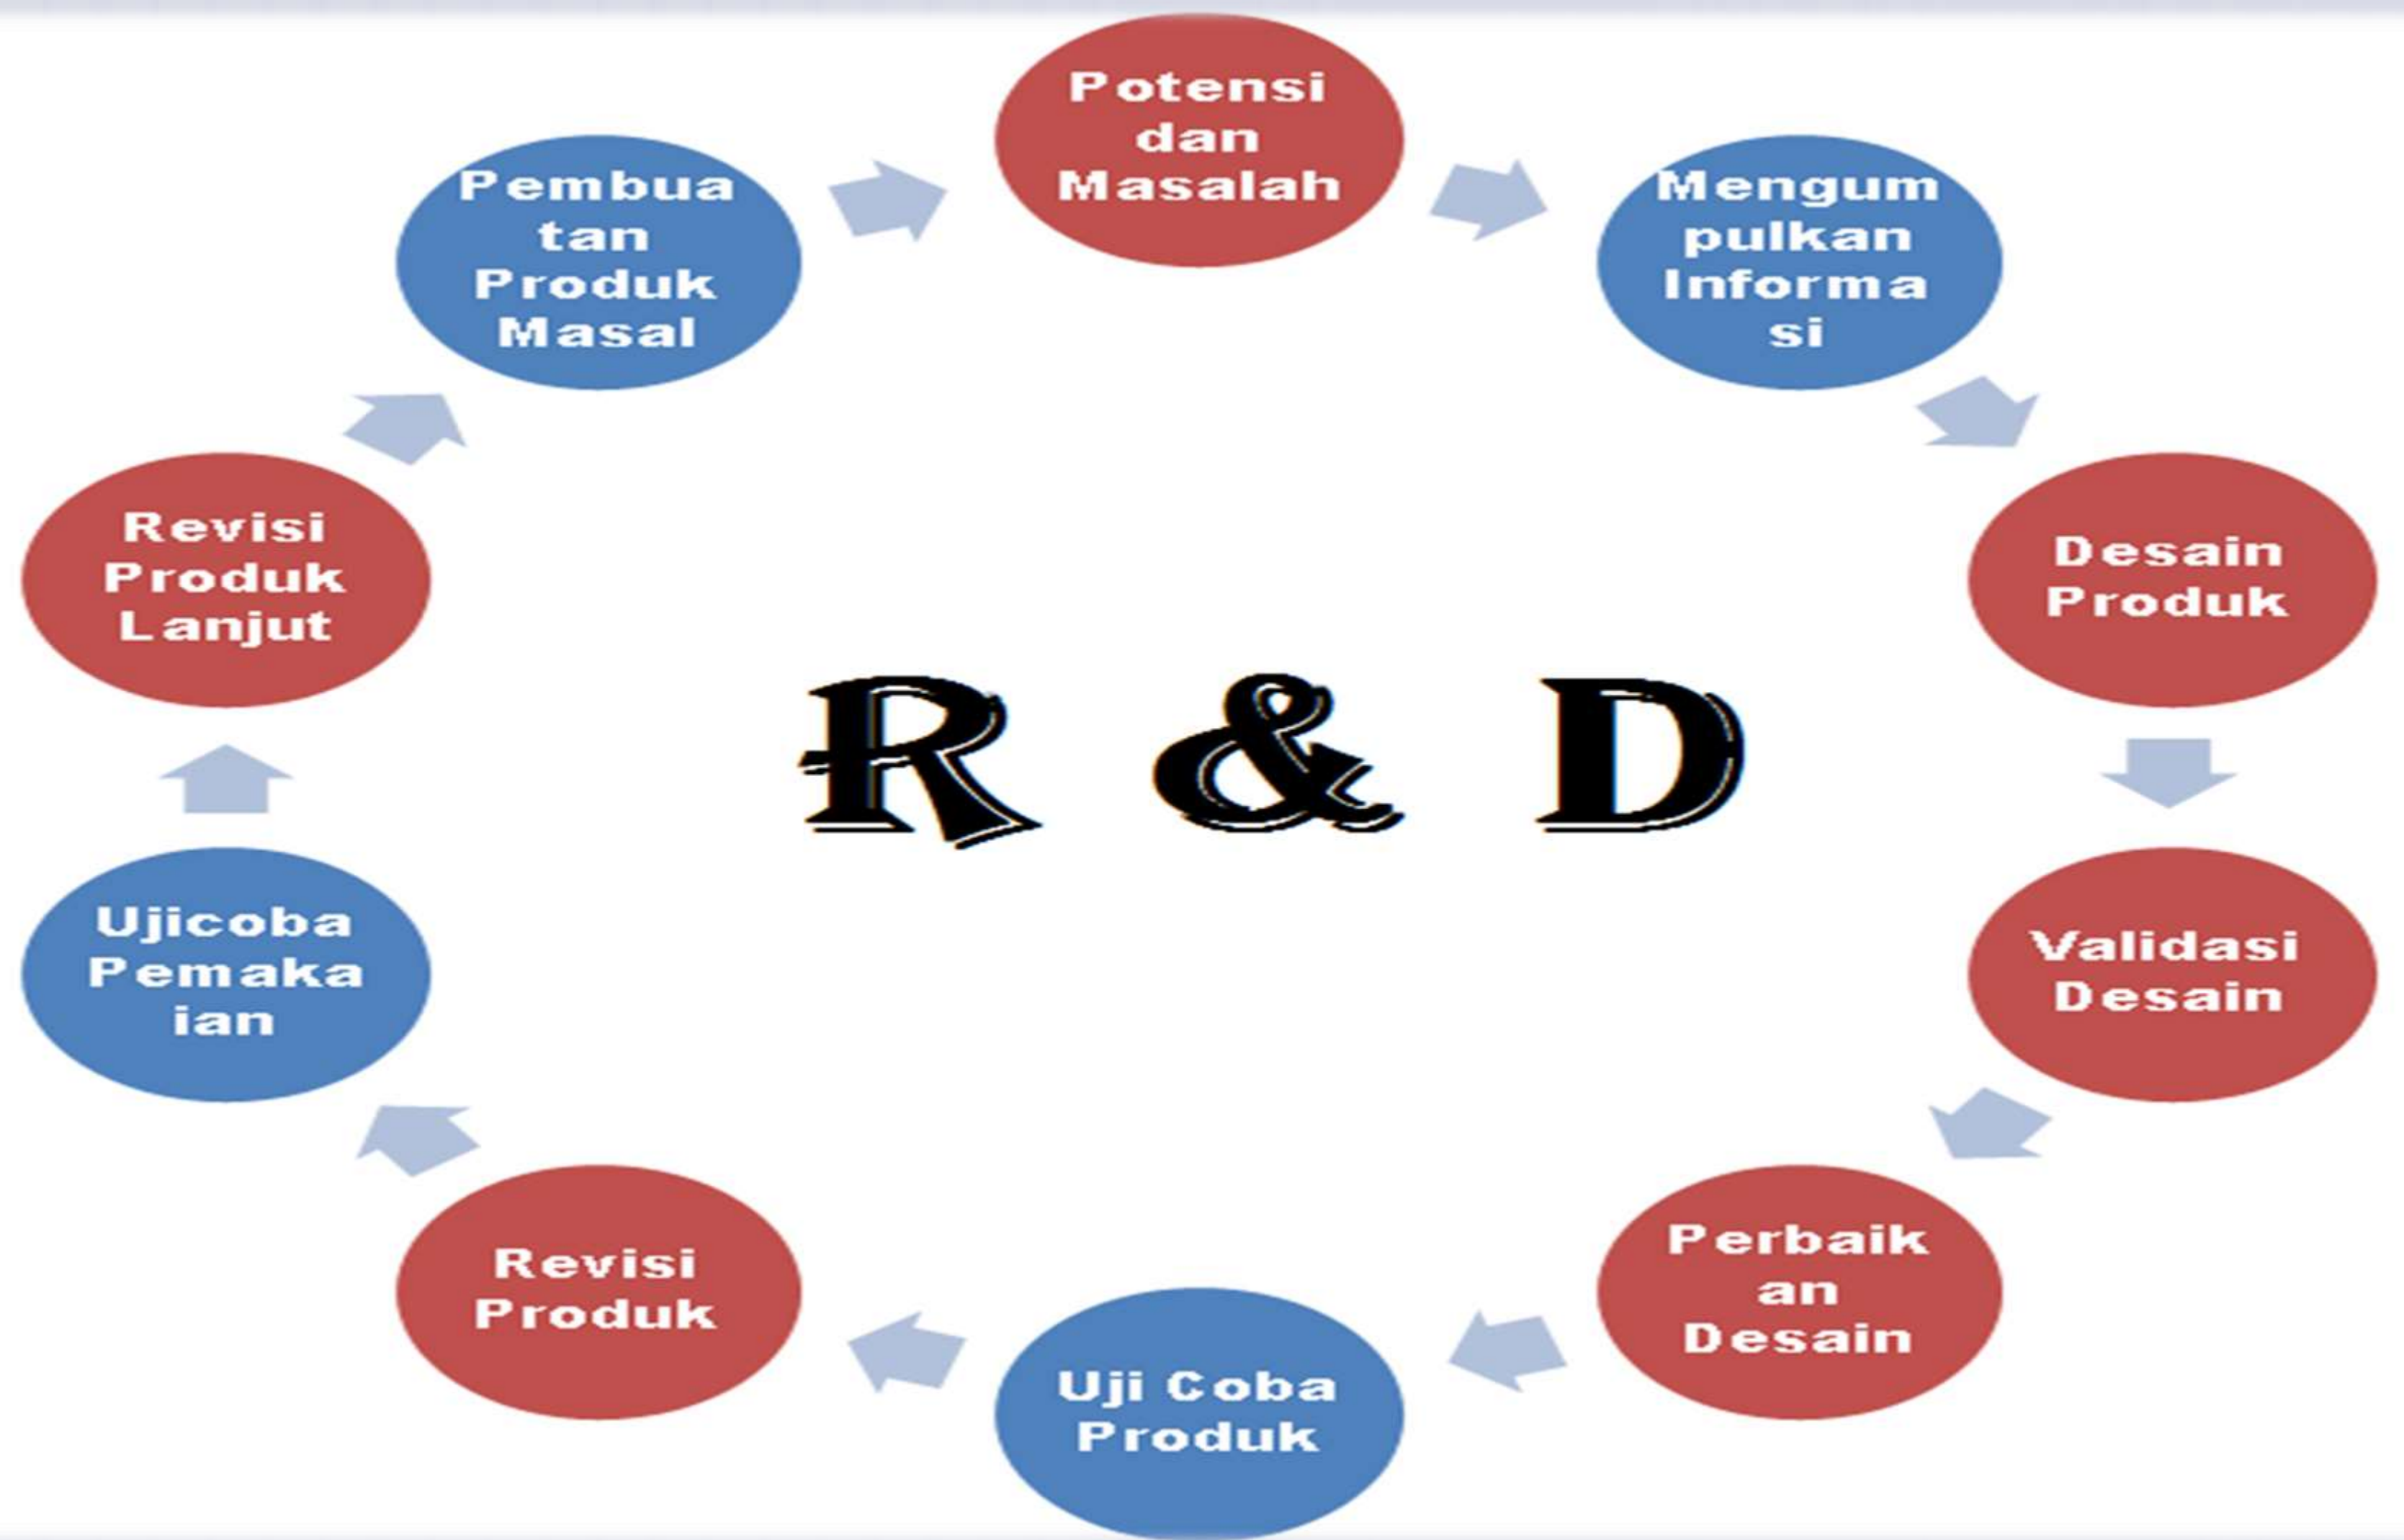 Potensi
dan
Masalah
Mengum
pulkan
Informa
si
Desain
Produk
Validasi
Desain
Perbaik
an
Desain
Uji Coba
Produk
Revisi
Produk
Ujicoba
Pemaka
ian
Revisi
Produk
Lanjut
Pembua
tan
Produk
Masal
R & D